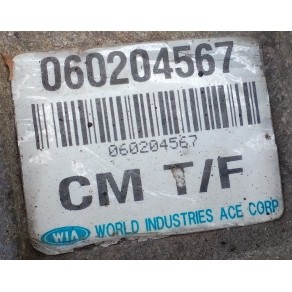 060204567
060204567
CM T/F
WIA WORLD INDUSTRIES ACE CORP